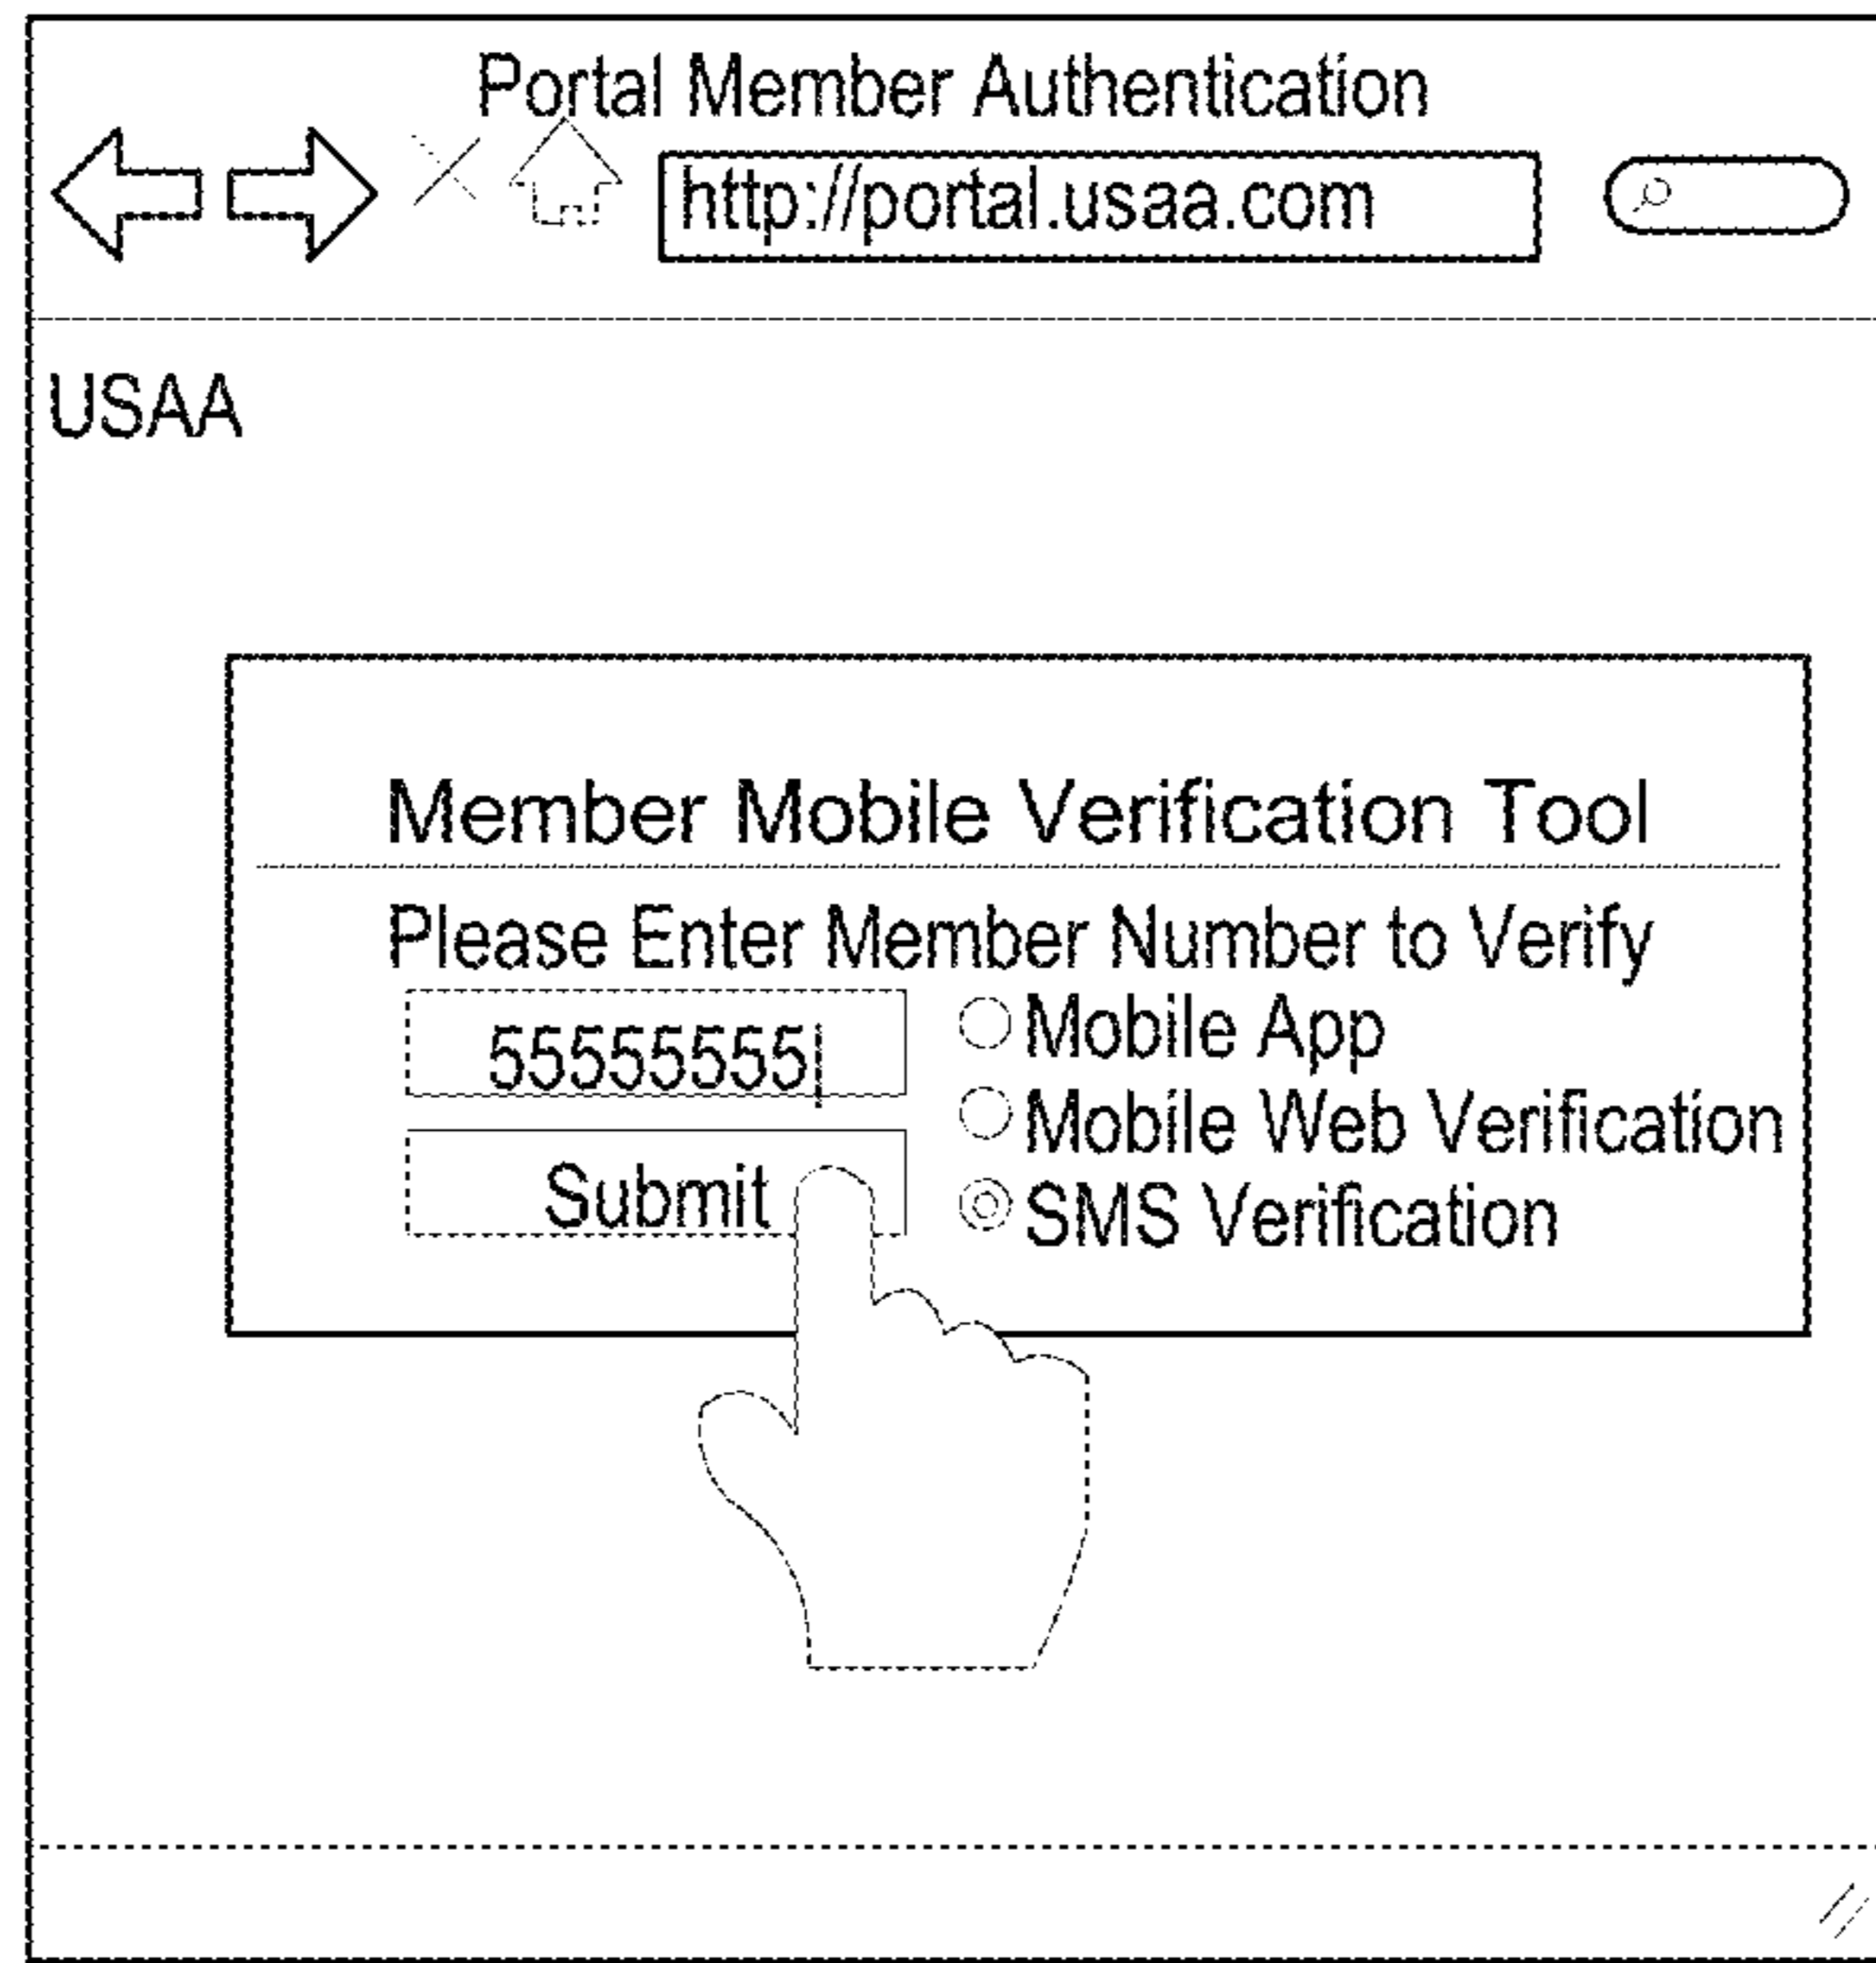 Portal Member Authentication
http://portal.usaa.com
USAA
Member Mobile Verification Tool
Please Enter Member Number to Verify
55555555
Mobile App
Mobile Web Verification
Submit
SMS Verification